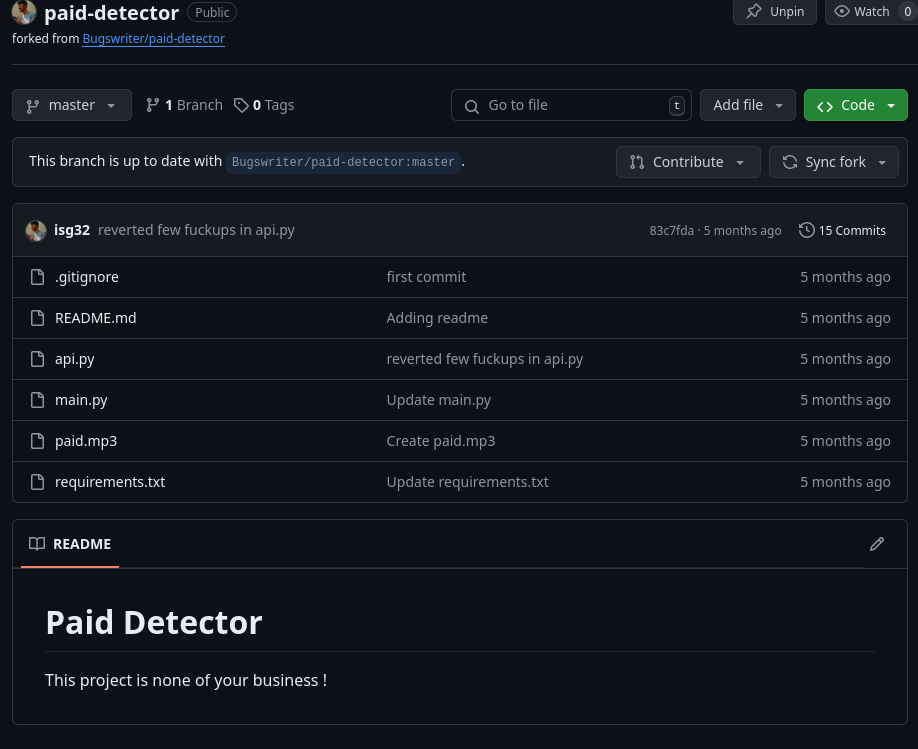 paid-detector Public Unpin Watch 0
forked from Bugswriter/paid-detector
master 1 Branch 0 Tags Go to file t Add file Code
This branch is up to date with Bugswriter/paid-detector:master. Contribute Sync fork
isg32 reverted few fuckups in api.py 83c7fda · 5 months ago 15 Commits
.gitignore first commit 5 months ago
README.md Adding readme 5 months ago
api.py reverted few fuckups in api.py 5 months ago
main.py Update main.py 5 months ago
paid.mp3 Create paid.mp3 5 months ago
requirements.txt Update requirements.txt 5 months ago
README
Paid Detector
This project is none of your business !